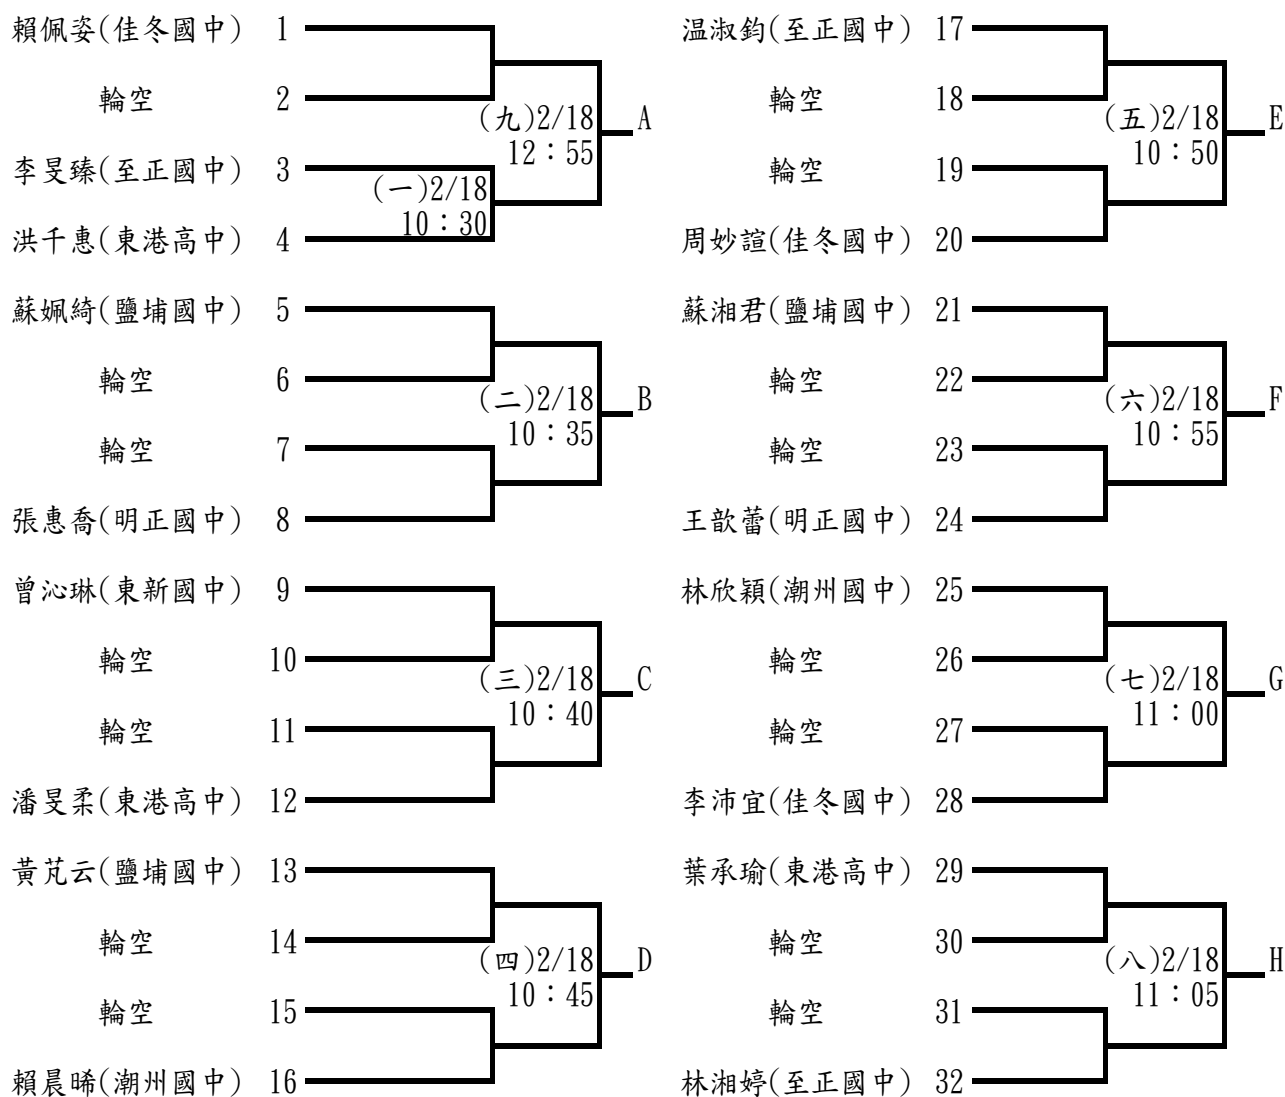 賴佩姿(佳冬國中) 1
輪空 2
(九)2/18
12：55
A
李旻臻(至正國中) 3
(一)2/18
10：30
洪千惠(東港高中) 4
蘇姵綺(鹽埔國中) 5
輪空 6
(二)2/18
10：35
B
輪空 7
張惠喬(明正國中) 8
曾沁琳(東新國中) 9
輪空 10
(三)2/18
10：40
C
輪空 11
潘旻柔(東港高中) 12
黃芃云(鹽埔國中) 13
輪空 14
(四)2/18
10：45
D
輪空 15
賴晨晞(潮州國中) 16
温淑鈞(至正國中) 17
輪空 18
(五)2/18
10：50
E
輪空 19
周妙諠(佳冬國中) 20
蘇湘君(鹽埔國中) 21
輪空 22
(六)2/18
10：55
F
輪空 23
王歆蕾(明正國中) 24
林欣穎(潮州國中) 25
輪空 26
(七)2/18
11：00
G
輪空 27
李沛宜(佳冬國中) 28
葉承瑜(東港高中) 29
輪空 30
(八)2/18
11：05
H
輪空 31
林湘婷(至正國中) 32